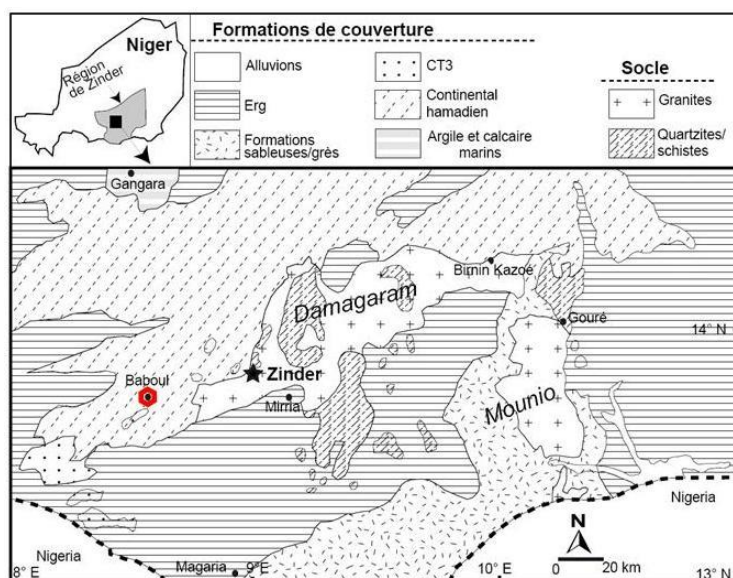 Niger
Région
de Zinder
Formations de couverture
Alluvions
Erg
Formations
sableuses/grès
CT3
Continental
hamadien
Argile et calcaire
marins
Socle
Granites
Quartzites/
schistes
Gangara
Birnin Kazoé
Damagaram
Gouré
14° N
Baboul
Zinder
Mirria
Mounio
Nigeria
N
Nigeria
Magaria
8° E
9° E
10° E
0 20 km
13° N